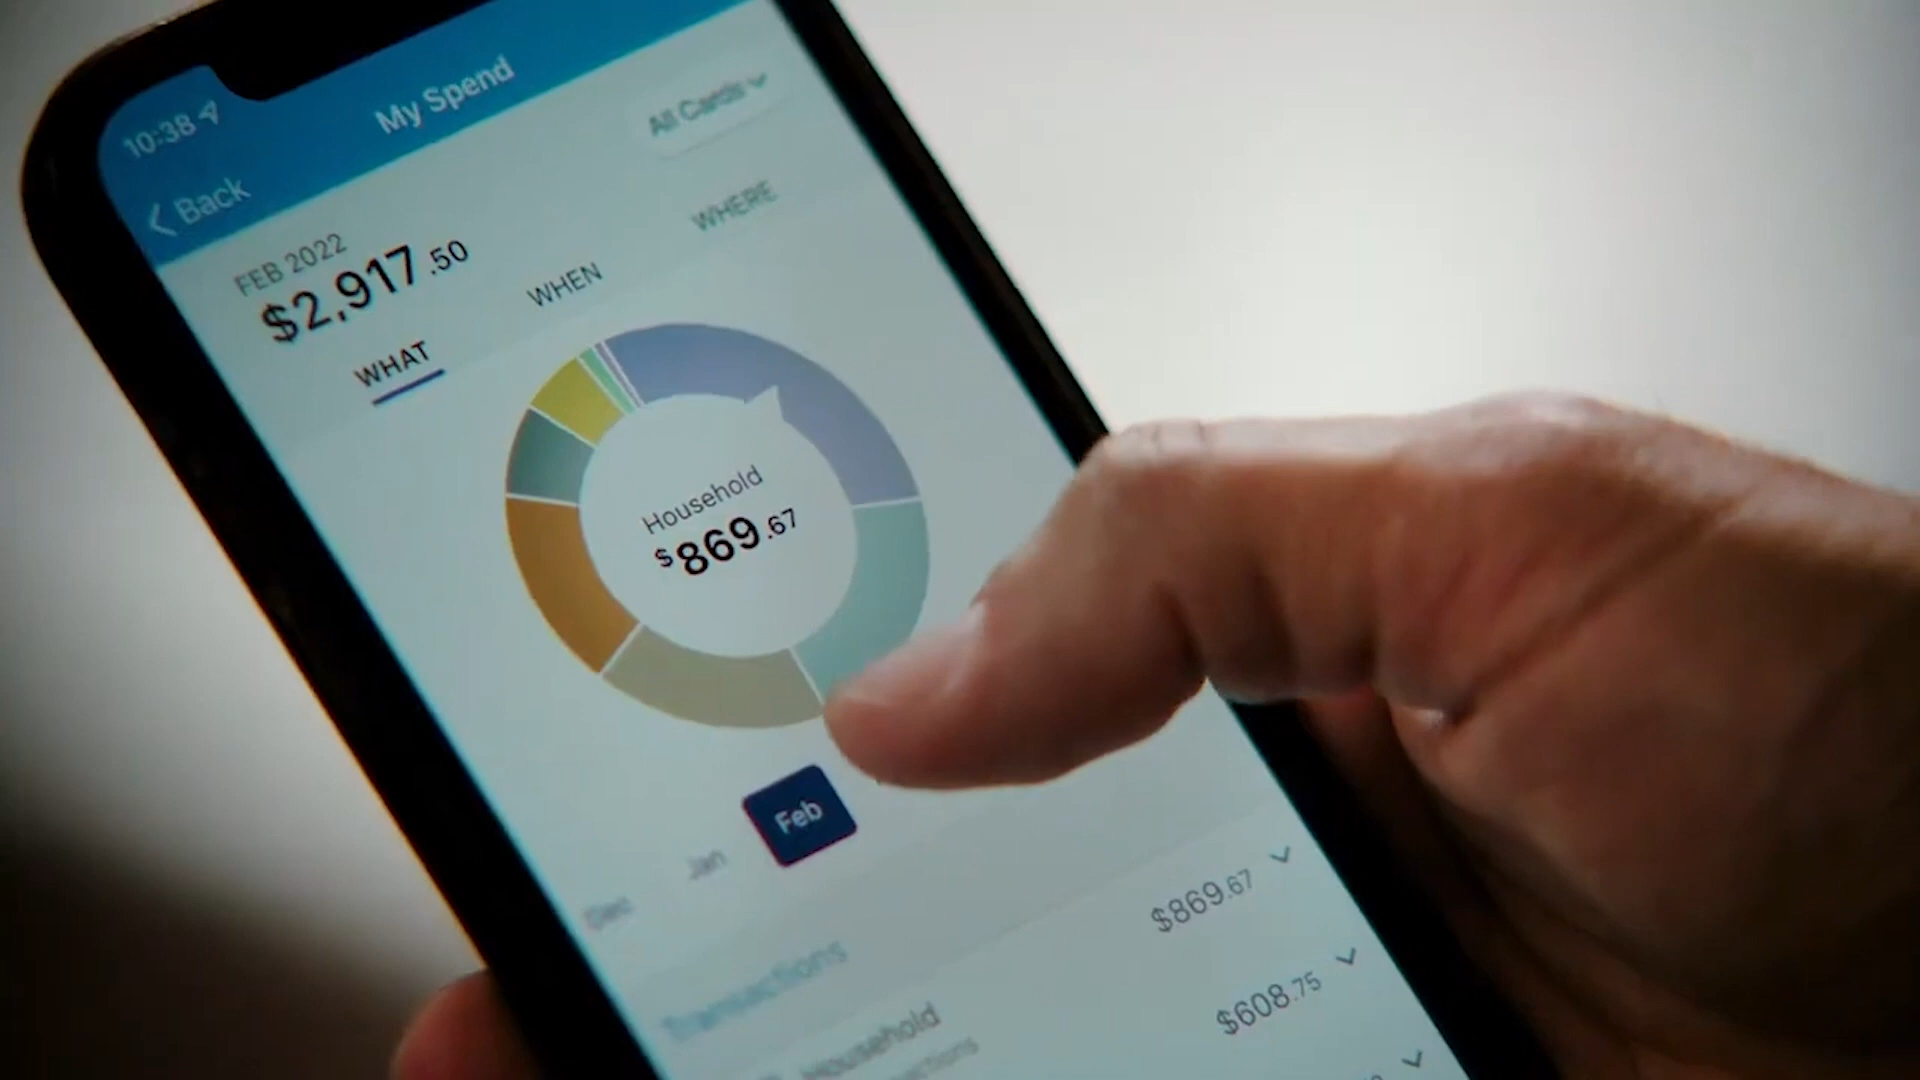 10:38
My Spend
Back
All Cards
FEB 2022
$2,917.50
WHAT
WHEN
WHERE
Household
$869.67
Dec
Jan
Feb
Transactions
Household
$869.67
$608.75